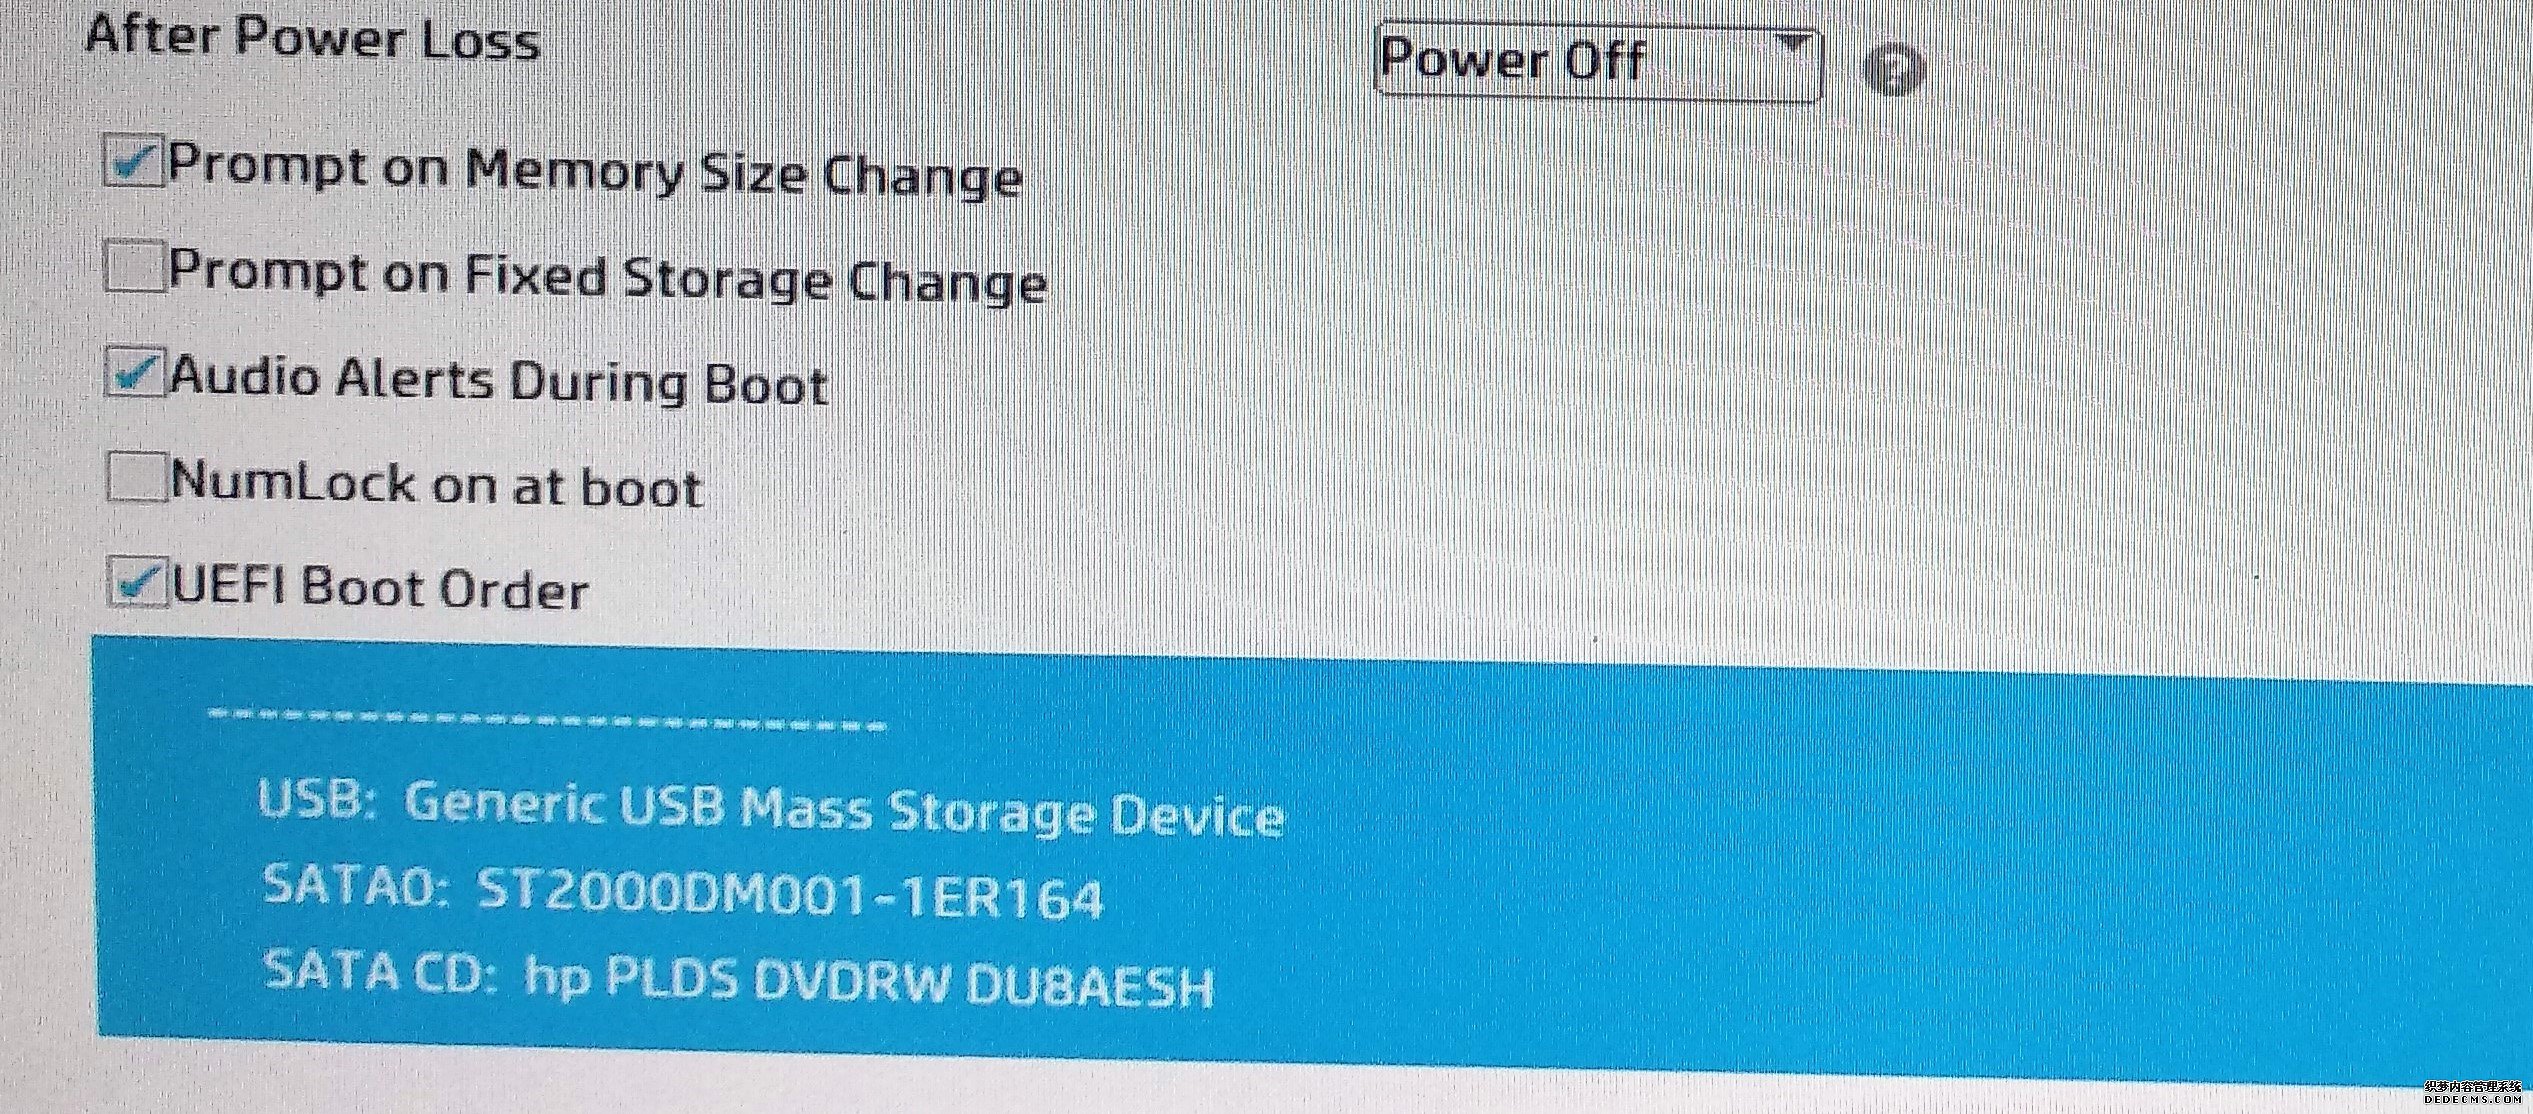 After Power Loss
Power Off
?
Prompt on Memory Size Change
Prompt on Fixed Storage Change
Audio Alerts During Boot
NumLock on at boot
UEFI Boot Order
----------------------------
USB: Generic USB Mass Storage Device
SATA0: ST2000DM001-1ER164
SATA CD: hp PLDS DVDRW DU8AESH
织梦内容管理系统
DEDECMS.COM